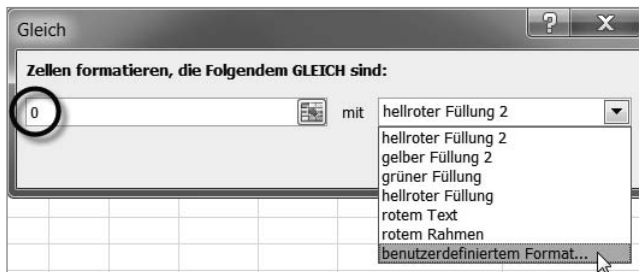 Gleich
Zellen formatieren, die Folgendem GLEICH sind:
0 mit hellroter Füllung 2
hellroter Füllung 2
gelber Füllung 2
grüner Füllung
hellroter Füllung
rotem Text
rotem Rahmen
benutzerdefiniertem Format...